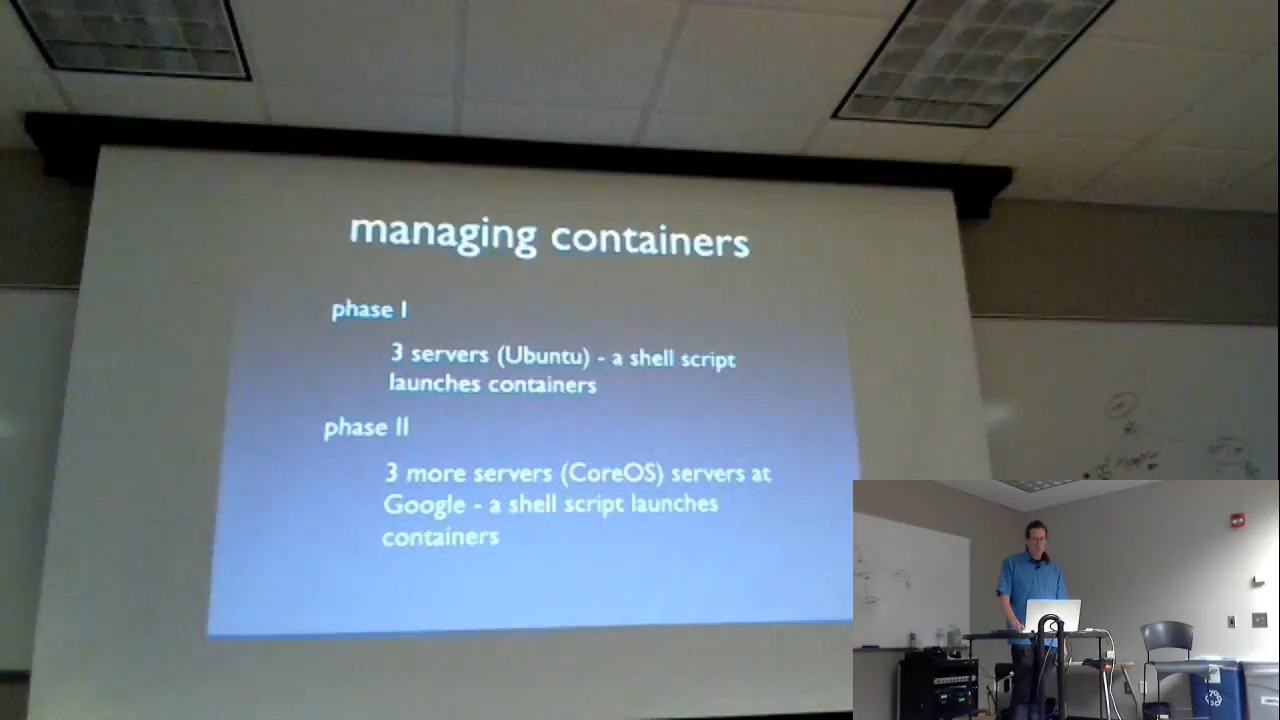 managing containers
phase I
3 servers (Ubuntu) - a shell script
launches containers
phase II
3 more servers (CoreOS) servers at
Google - a shell script launches
containers